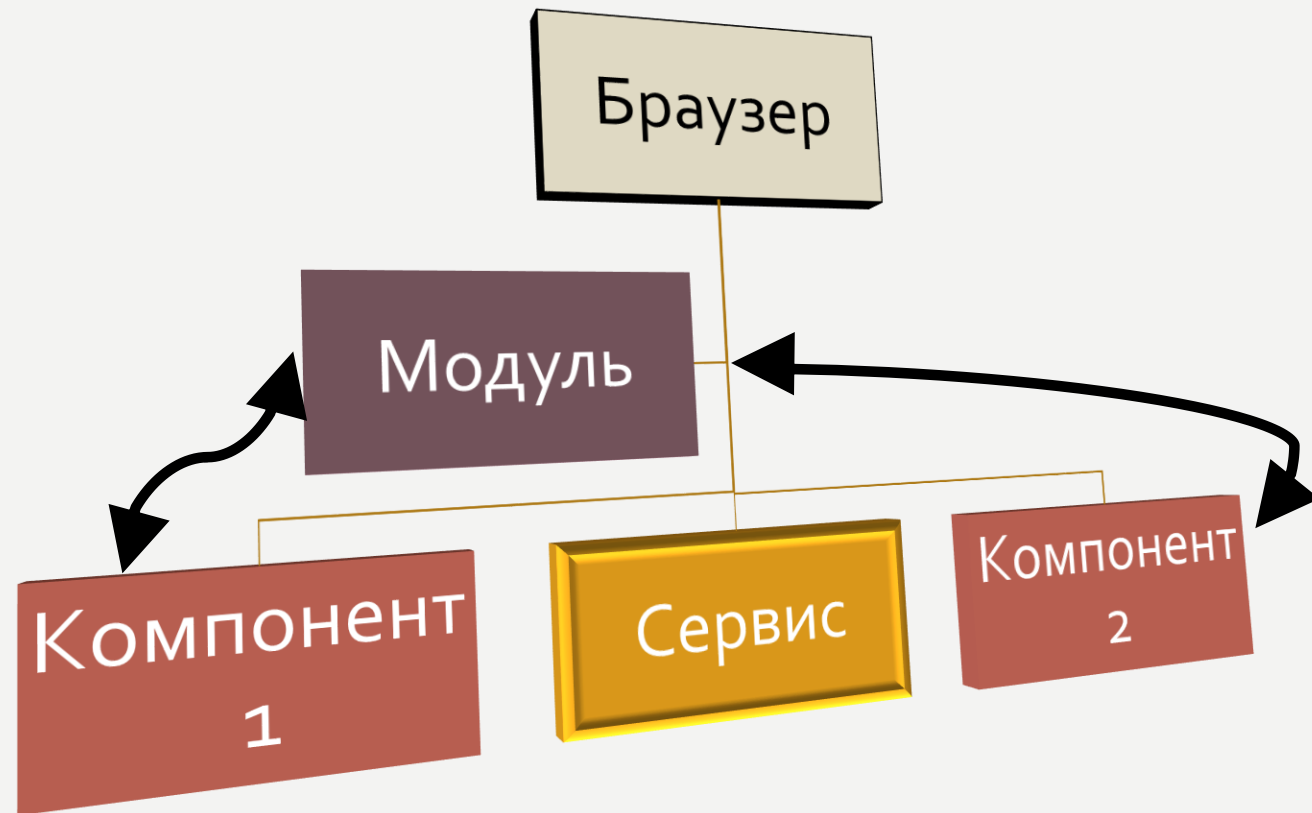 Браузер
Модуль
Компонент
1
Сервис
Компонент
2